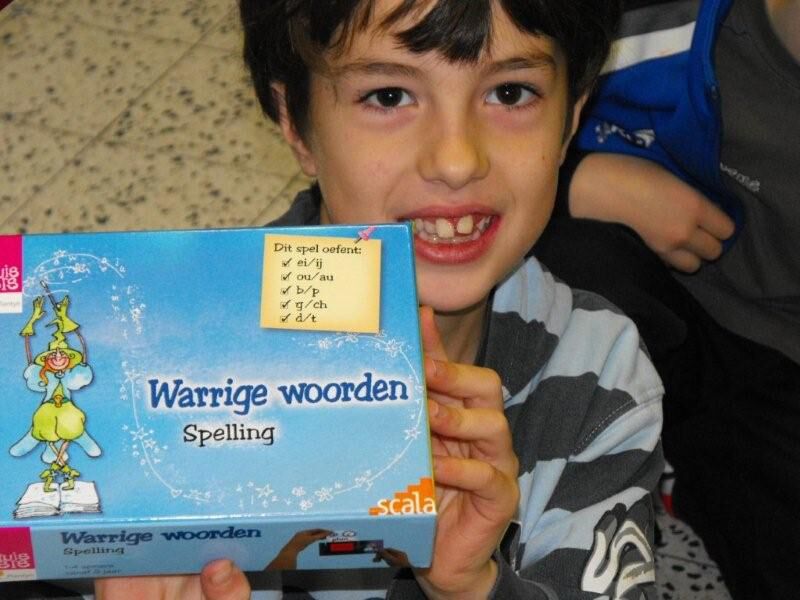 Dit spel oefent:
ei/ij
ou/au
b/p
g/ch
d/t
Warrige woorden
Spelling
scala
Warrige woorden
Spelling